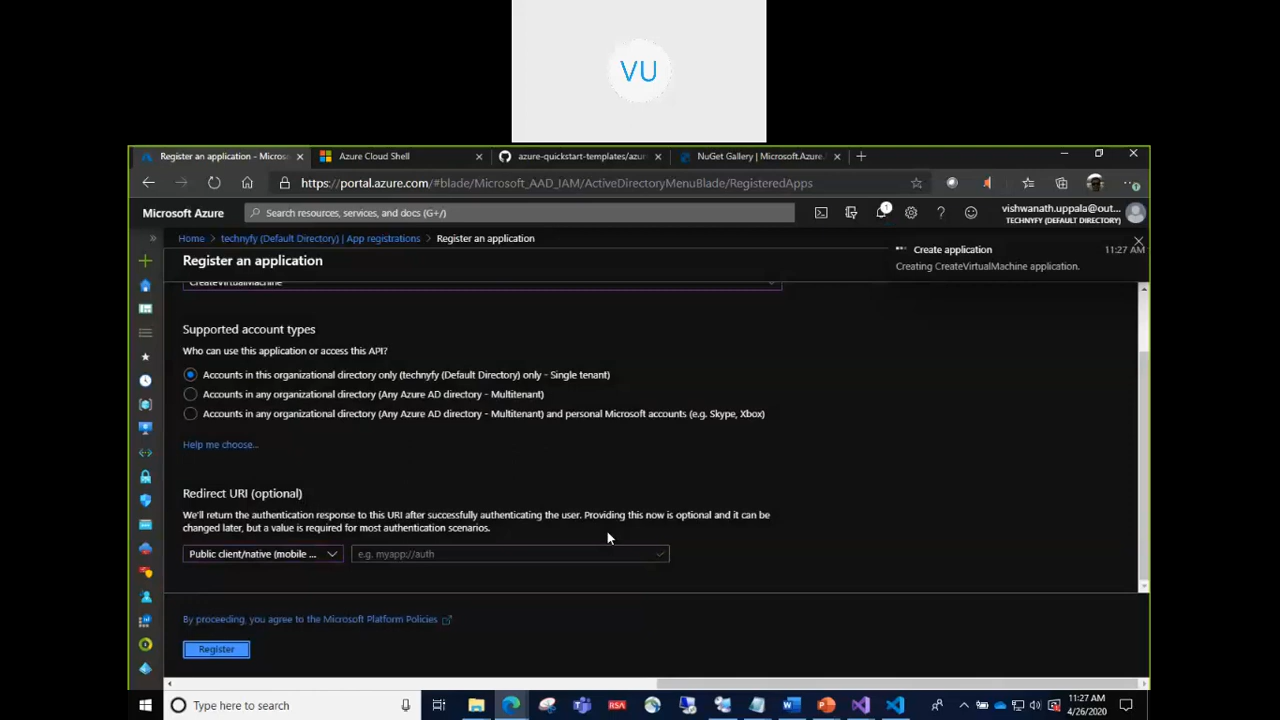 VU
Register an application - Micros
Azure Cloud Shell
azure-quickstart-templates/azur
NuGet Gallery | Microsoft.Azure.
https://portal.azure.com/#blade/Microsoft_AAD_IAM/ActiveDirectoryMenuBlade/RegisteredApps
Microsoft Azure
Search resources, services, and docs (G+/)
1
vishwanath.uppala@out...
TECHNYFY (DEFAULT DIRECTORY)
Home > technyfy (Default Directory) | App registrations > Register an application
Register an application
Create application
11:27 AM
Creating CreateVirtualMachine application.
CreateVirtualMachine
Supported account types
Who can use this application or access this API?
Accounts in this organizational directory only (technyfy (Default Directory) only - Single tenant)
Accounts in any organizational directory (Any Azure AD directory - Multitenant)
Accounts in any organizational directory (Any Azure AD directory - Multitenant) and personal Microsoft accounts (e.g. Skype, Xbox)
Help me choose...
Redirect URI (optional)
We'll return the authentication response to this URI after successfully authenticating the user. Providing this now is optional and it can be
changed later, but a value is required for most authentication scenarios.
Public client/native (mobile ...
e.g. myapp://auth
By proceeding, you agree to the Microsoft Platform Policies
Register
Type here to search
RSA
11:27 AM
4/26/2020